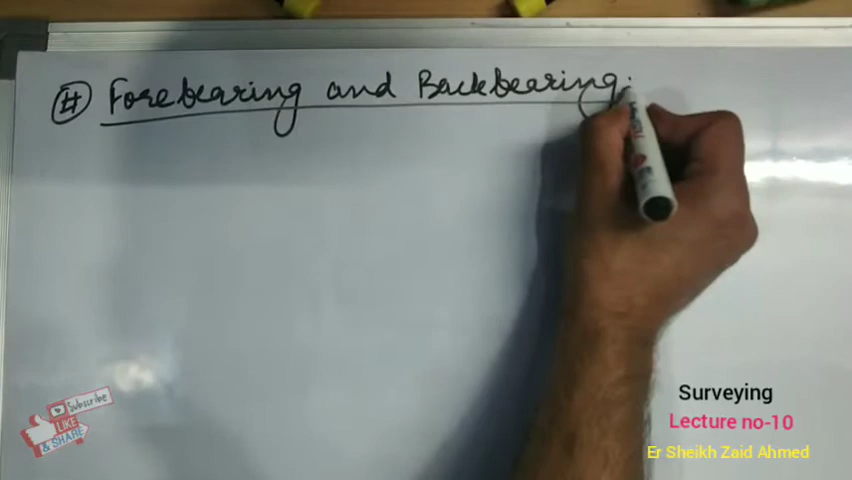 # Forebearing and Backbearing:
Subscribe
LIKE
& SHARE
Surveying
Lecture no-10
Er Sheikh Zaid Ahmed